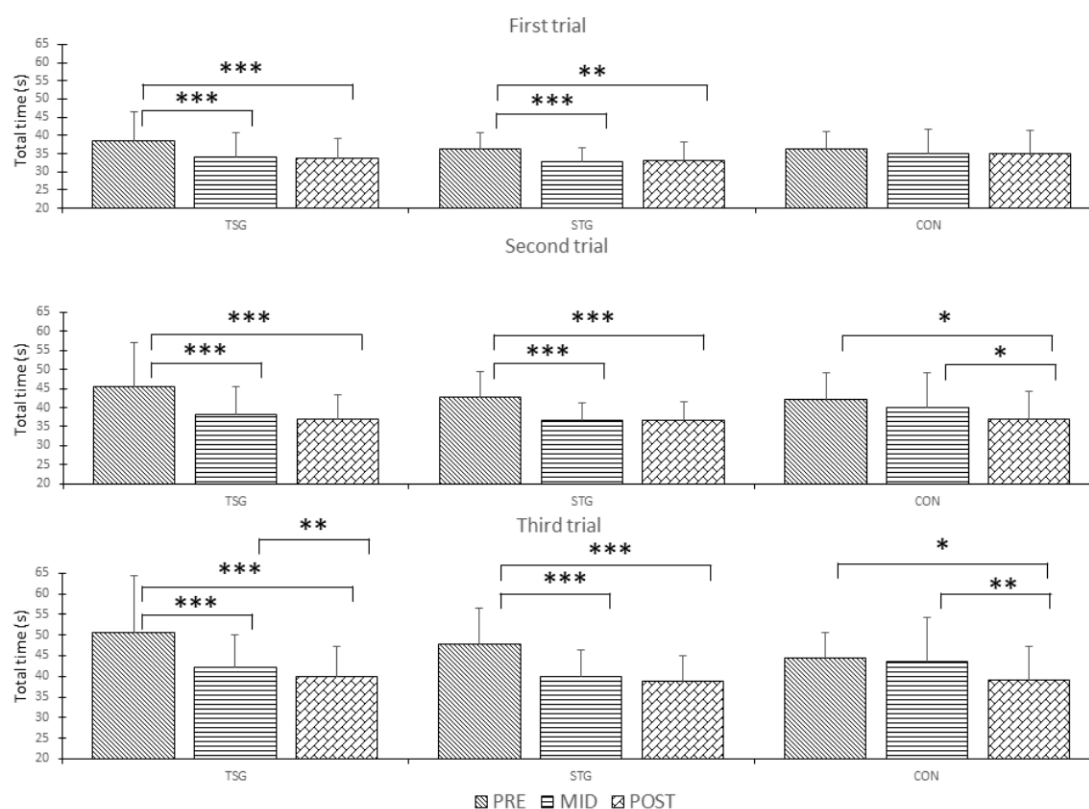 First trial
Total time (s)
65
60
55
50
45
40
35
30
25
20
***
***
**
***
TSG
STG
CON
Second trial
Total time (s)
65
60
55
50
45
40
35
30
25
20
***
***
***
***
*
*
TSG
STG
CON
Third trial
Total time (s)
65
60
55
50
45
40
35
30
25
20
**
***
***
***
***
*
**
TSG
STG
CON
PRE MID POST